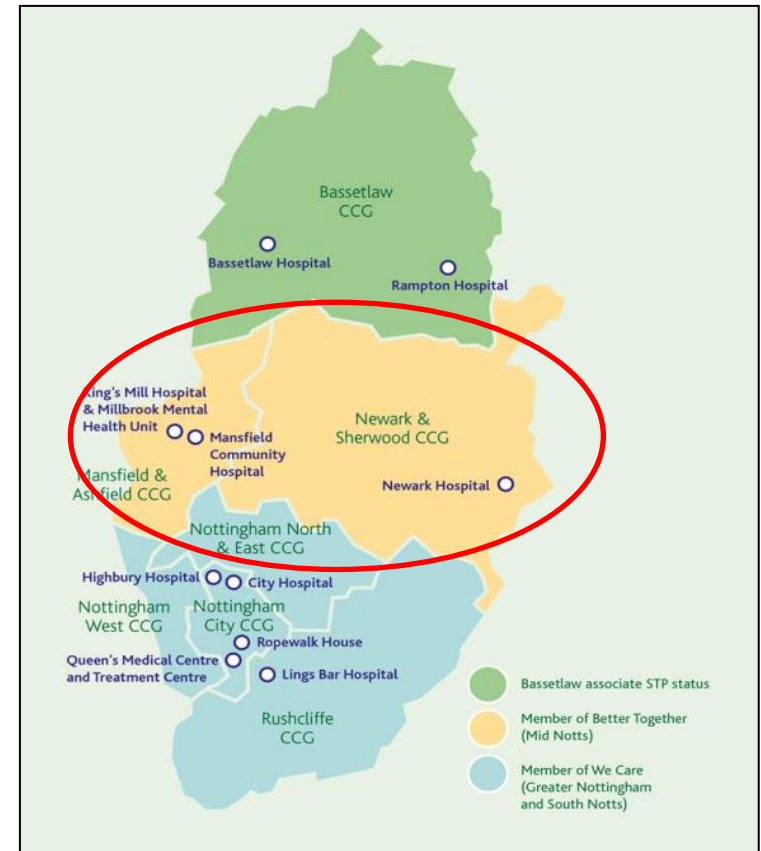 Bassetlaw
CCG
Bassetlaw Hospital
Rampton Hospital
King's Mill Hospital
& Millbrook Mental
Health Unit
Mansfield
Community
Hospital
Newark &
Sherwood CCG
Mansfield &
Ashfield CCG
Newark Hospital
Nottingham North
& East CCG
Highbury Hospital
City Hospital
Nottingham
West CCG
Nottingham
City CCG
Ropewalk House
Queen's Medical Centre
and Treatment Centre
Lings Bar Hospital
Rushcliffe
CCG
Bassetlaw associate STP status
Member of Better Together
(Mid Notts)
Member of We Care
(Greater Nottingham
and South Notts)